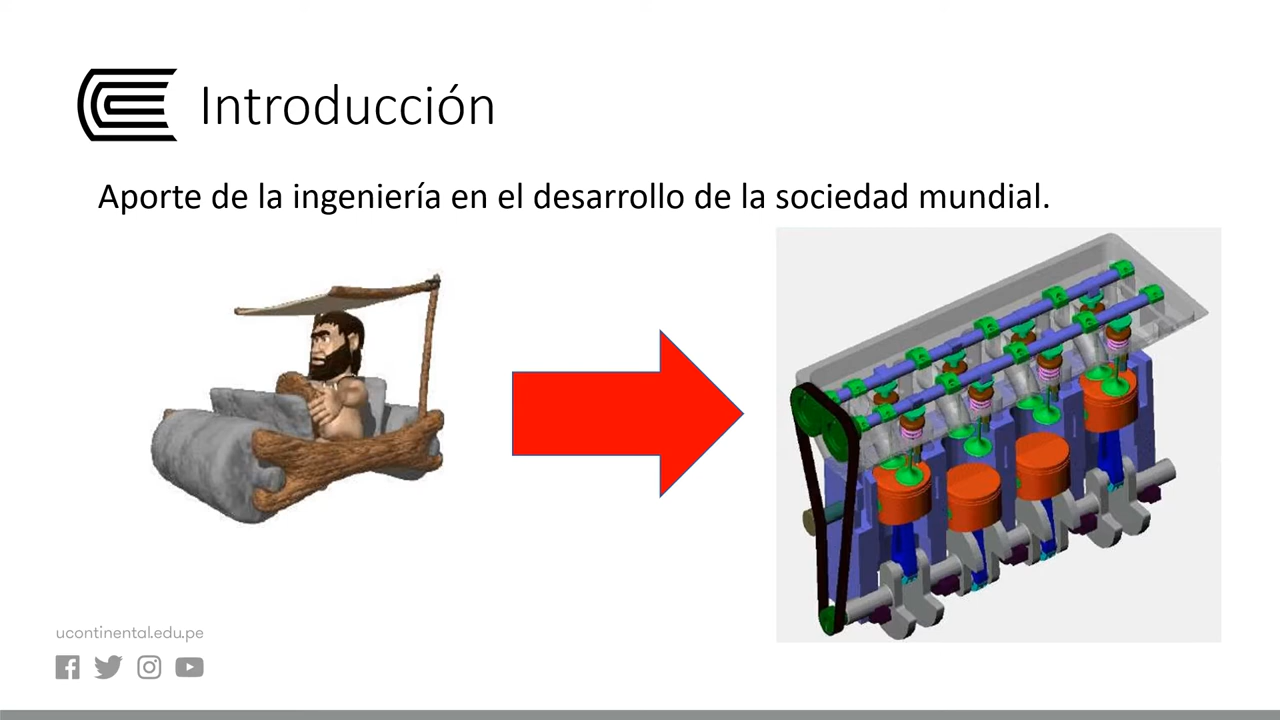 Introducción
Aporte de la ingeniería en el desarrollo de la sociedad mundial.
ucontinental.edu.pe